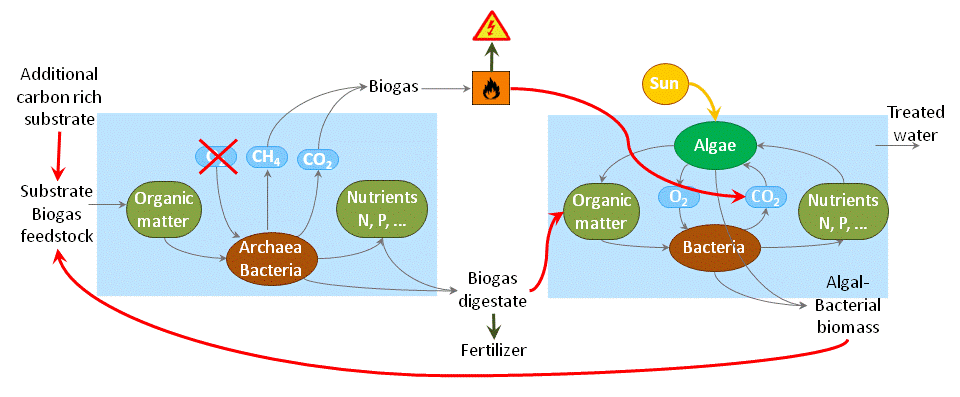 Additional
carbon rich
substrate
Biogas
Sun
Treated
water
CH₄
CO₂
Algae
Substrate
Biogas
feedstock
Organic
matter
Nutrients
N, P, ...
Archaea
Bacteria
Organic
matter
O₂
CO₂
Nutrients
N, P, ...
Bacteria
Biogas
digestate
Fertilizer
Algal-
Bacterial
biomass